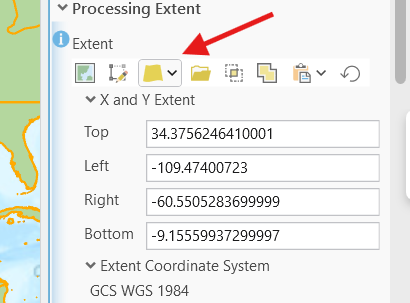 Processing Extent
Extent
X and Y Extent
Top 34.3756246410001
Left -109.47400723
Right -60.5505283699999
Bottom -9.15559937299997
Extent Coordinate System
GCS WGS 1984